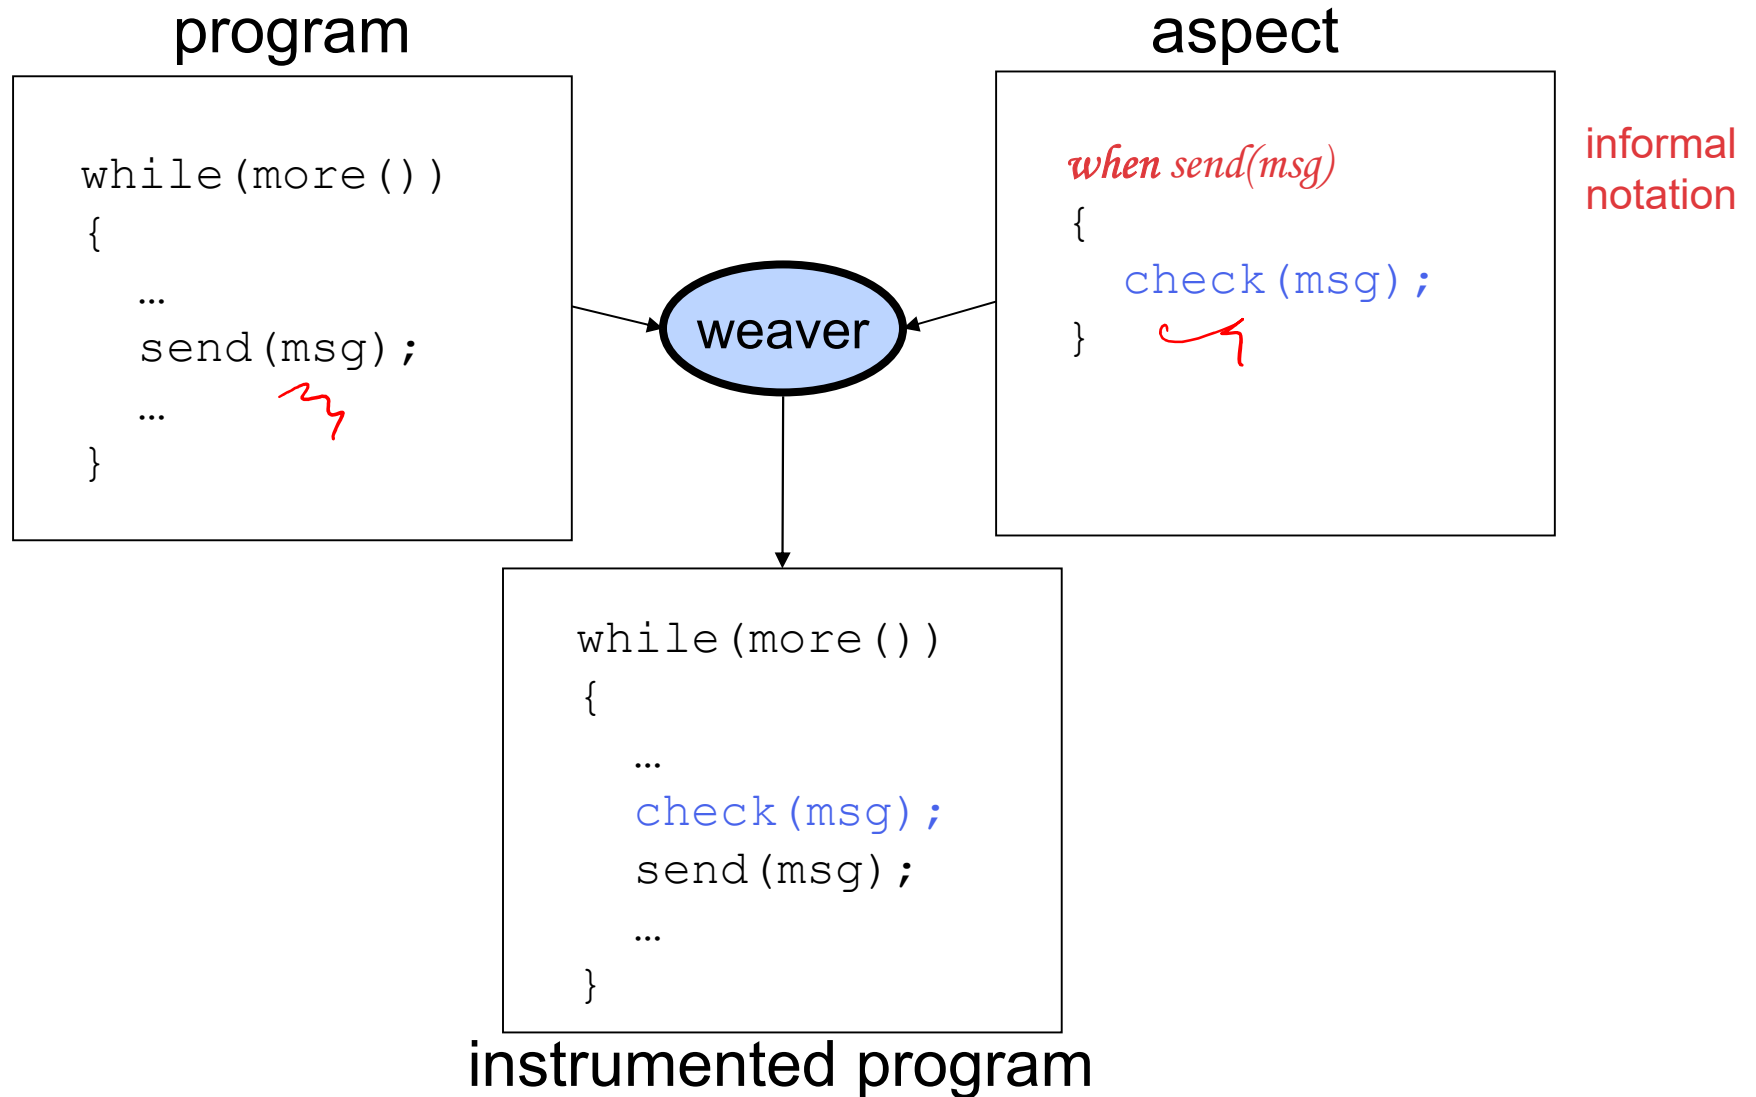 program
while(more())
{
…
send(msg);
…
}
aspect
when send(msg)
{
check(msg);
}
informal
notation
weaver
while(more())
{
…
check(msg);
send(msg);
…
}
instrumented program